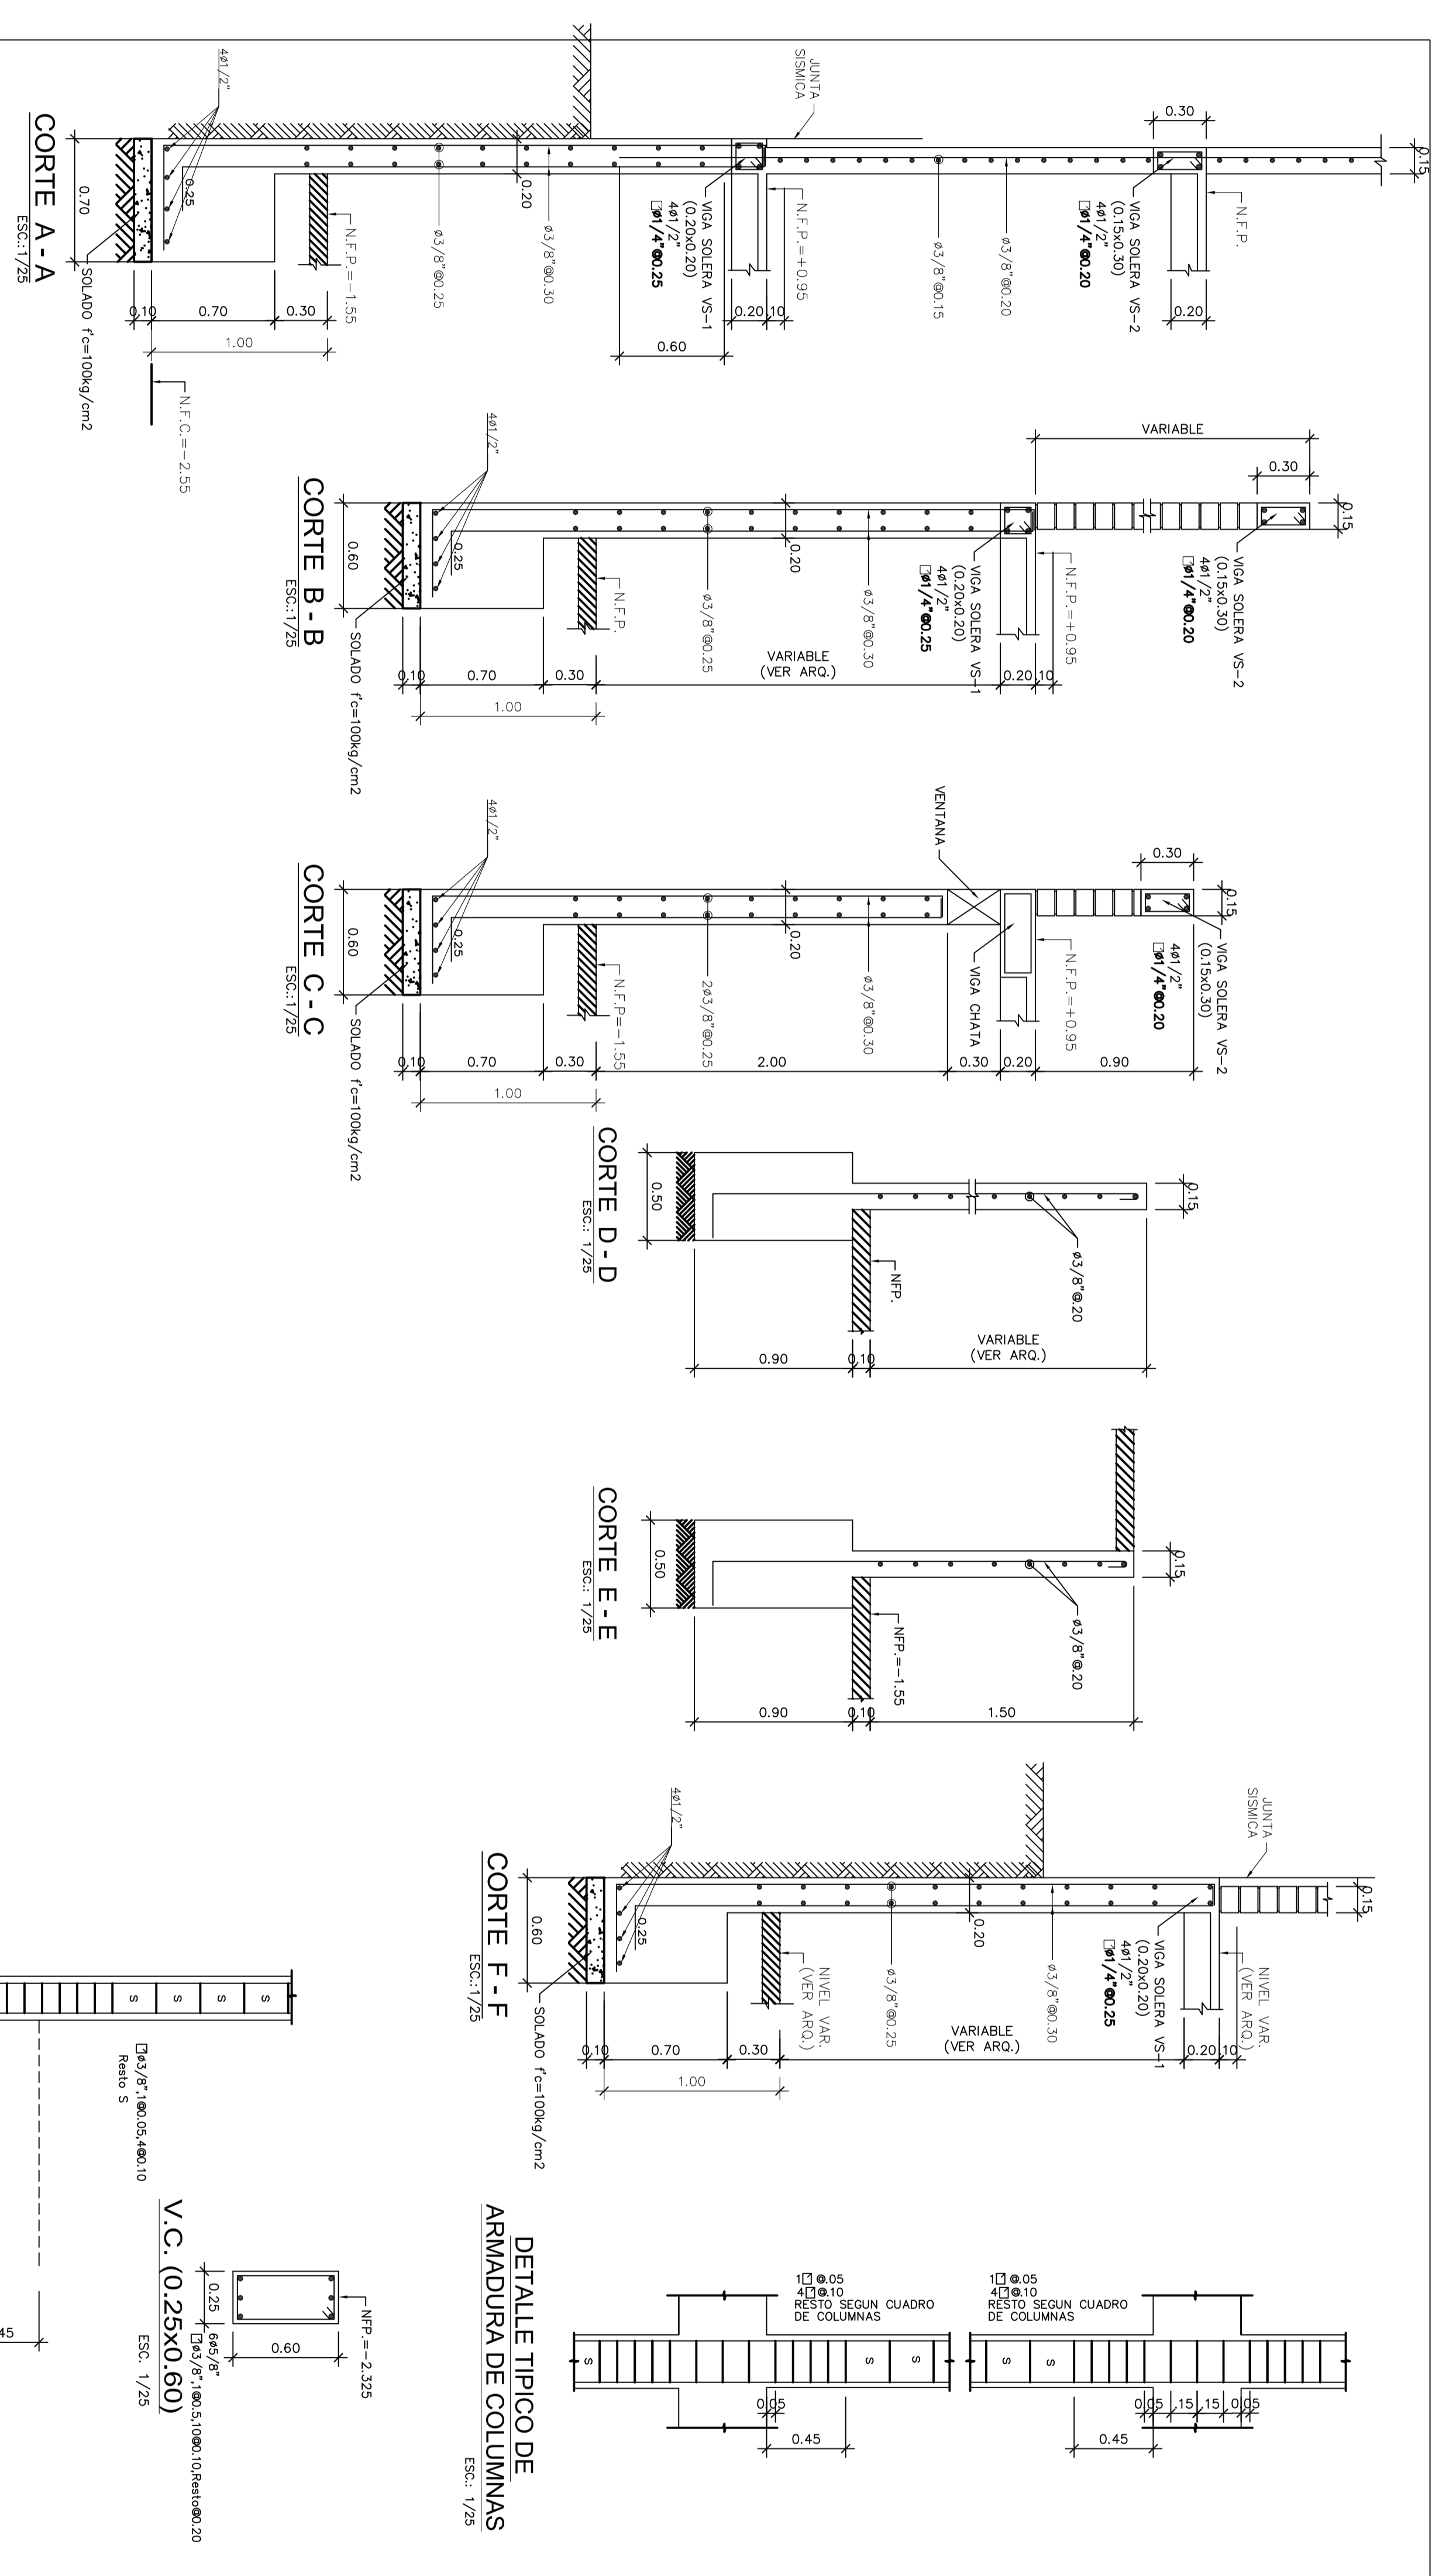 CORTE A - A
ESC.:1/25
0.70
4ø1/2"
0.25
SOLADO f'c=100kg/cm2
0.10
0.70
0.30
1.00
N.F.C.=-2.55
N.F.P.=-1.55
ø3/8"@0.25
0.20
ø3/8"@0.30
0.60
VIGA SOLERA VS-1
(0.20x0.20)
4ø1/2"
ø1/4"@0.25
0.20
.10
JUNTA
SISMICA
N.F.P.=+0.95
ø3/8"@0.15
ø3/8"@0.20
VIGA SOLERA VS-2
(0.15x0.30)
4ø1/2"
ø1/4"@0.20
0.30
0.20
N.F.P.
0.15
CORTE B - B
ESC.:1/25
0.60
4ø1/2"
0.25
SOLADO f'c=100kg/cm2
0.10
0.70
0.30
1.00
N.F.P.
ø3/8"@0.25
0.20
VARIABLE
(VER ARQ.)
ø3/8"@0.30
VIGA SOLERA VS-1
(0.20x0.20)
4ø1/2"
ø1/4"@0.25
0.20
.10
N.F.P.=+0.95
VARIABLE
0.30
VIGA SOLERA VS-2
(0.15x0.30)
4ø1/2"
ø1/4"@0.20
0.15
CORTE C - C
ESC.:1/25
0.60
4ø1/2"
0.25
SOLADO f'c=100kg/cm2
0.10
0.70
0.30
1.00
N.F.P=-1.55
2ø3/8"@0.25
0.20
2.00
ø3/8"@0.30
VENTANA
VIGA CHATA
0.30
0.20
N.F.P.=+0.95
0.90
0.30
VIGA SOLERA VS-2
(0.15x0.30)
4ø1/2"
ø1/4"@0.20
0.15
CORTE D - D
ESC.: 1/25
0.50
0.90
0.10
NFP.
VARIABLE
(VER ARQ.)
ø3/8"@.20
0.15
CORTE E - E
ESC.: 1/25
0.50
0.90
0.10
NFP.=-1.55
1.50
ø3/8"@.20
0.15
CORTE F - F
ESC.:1/25
0.60
4ø1/2"
0.25
SOLADO f'c=100kg/cm2
0.10
0.70
0.30
1.00
NIVEL VAR.
(VER ARQ.)
ø3/8"@0.25
0.20
VARIABLE
(VER ARQ.)
ø3/8"@0.30
VIGA SOLERA VS-1
(0.20x0.20)
4ø1/2"
ø1/4"@0.25
0.20
.10
NIVEL VAR.
(VER ARQ.)
JUNTA
SISMICA
0.15
S
S
S
S
ø3/8",1@0.05,4@0.10
Resto S
45
V.C. (0.25x0.60)
ESC. 1/25
0.25
0.60
6ø5/8"
ø3/8",1@0.5,10@0.10,Resto@0.20
NFP.=-2.325
DETALLE TIPICO DE
ARMADURA DE COLUMNAS
ESC.: 1/25
1 @.05
4 @.10
RESTO SEGUN CUADRO
DE COLUMNAS
S
S
S
0.05
0.45
1 @.05
4 @.10
RESTO SEGUN CUADRO
DE COLUMNAS
S
S
0.05
.15
.15
0.05
0.45